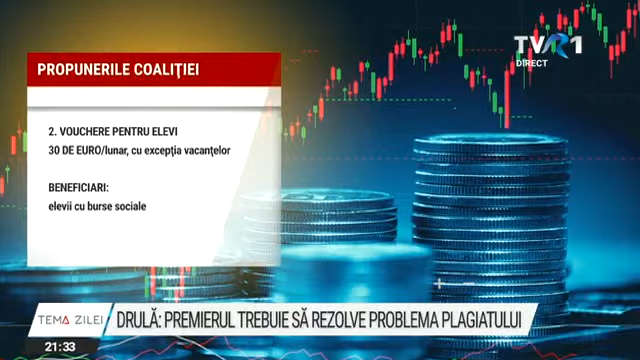 TVR1
DIRECT
PROPUNERILE COALIȚIEI
2. VOUCHERE PENTRU ELEVI
30 DE EURO/lunar, cu excepția vacanțelor
BENEFICIARI:
elevii cu burse sociale
TEMA ZILEI
DRULĂ: PREMIERUL TREBUIE SĂ REZOLVE PROBLEMA PLAGIATULUI
21:33